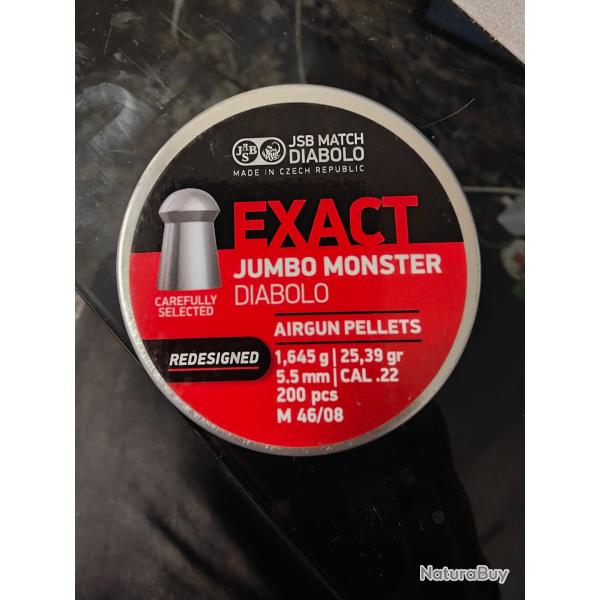 JSB
JSB MATCH
DIABOLO
MADE IN CZECH REPUBLIC
EXACT
JUMBO MONSTER
DIABOLO
CAREFULLY
SELECTED
AIRGUN PELLETS
REDESIGNED
1,645 g | 25,39 gr
5.5 mm | CAL .22
200 pcs
M 46/08
NaturaBuy